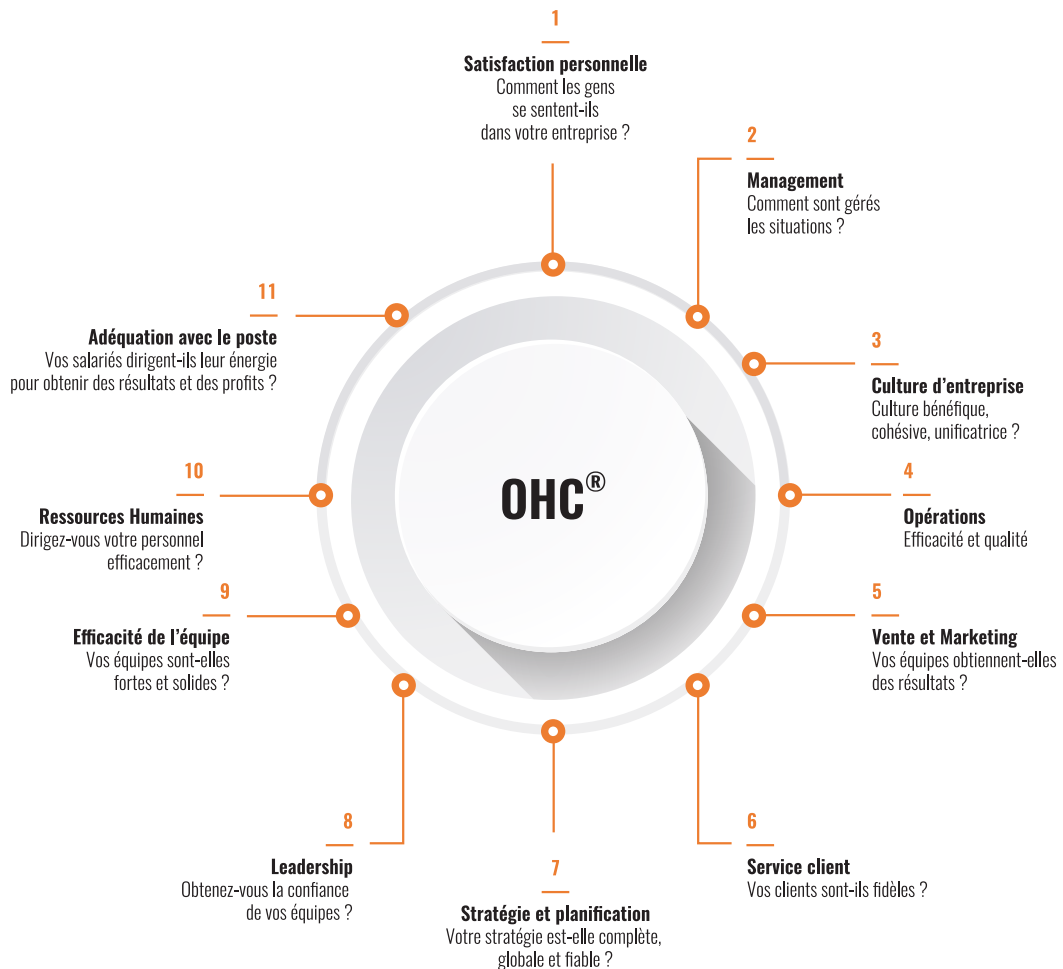 1
Satisfaction personnelle
Comment les gens
se sentent-ils
dans votre entreprise ?
2
Management
Comment sont gérés
les situations ?
3
Culture d'entreprise
Culture bénéfique,
cohésive, unificatrice ?
4
Opérations
Efficacité et qualité
5
Vente et Marketing
Vos équipes obtiennent-elles
des résultats ?
6
Service client
Vos clients sont-ils fidèles ?
7
Stratégie et planification
Votre stratégie est-elle complète,
globale et fiable ?
8
Leadership
Obtenez-vous la confiance
de vos équipes ?
9
Efficacité de l'équipe
Vos équipes sont-elles
fortes et solides ?
10
Ressources Humaines
Dirigez-vous votre personnel
efficacement ?
11
Adéquation avec le poste
Vos salariés dirigent-ils leur énergie
pour obtenir des résultats et des profits ?
OHC®